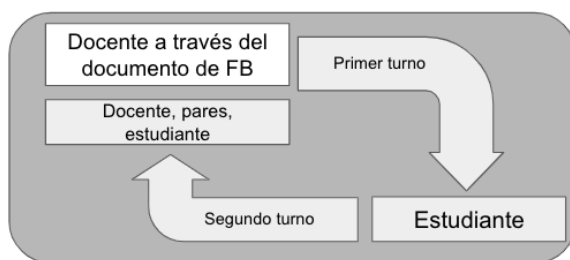 Docente a través del
documento de FB
Primer turno
Docente, pares,
estudiante
Segundo turno
Estudiante